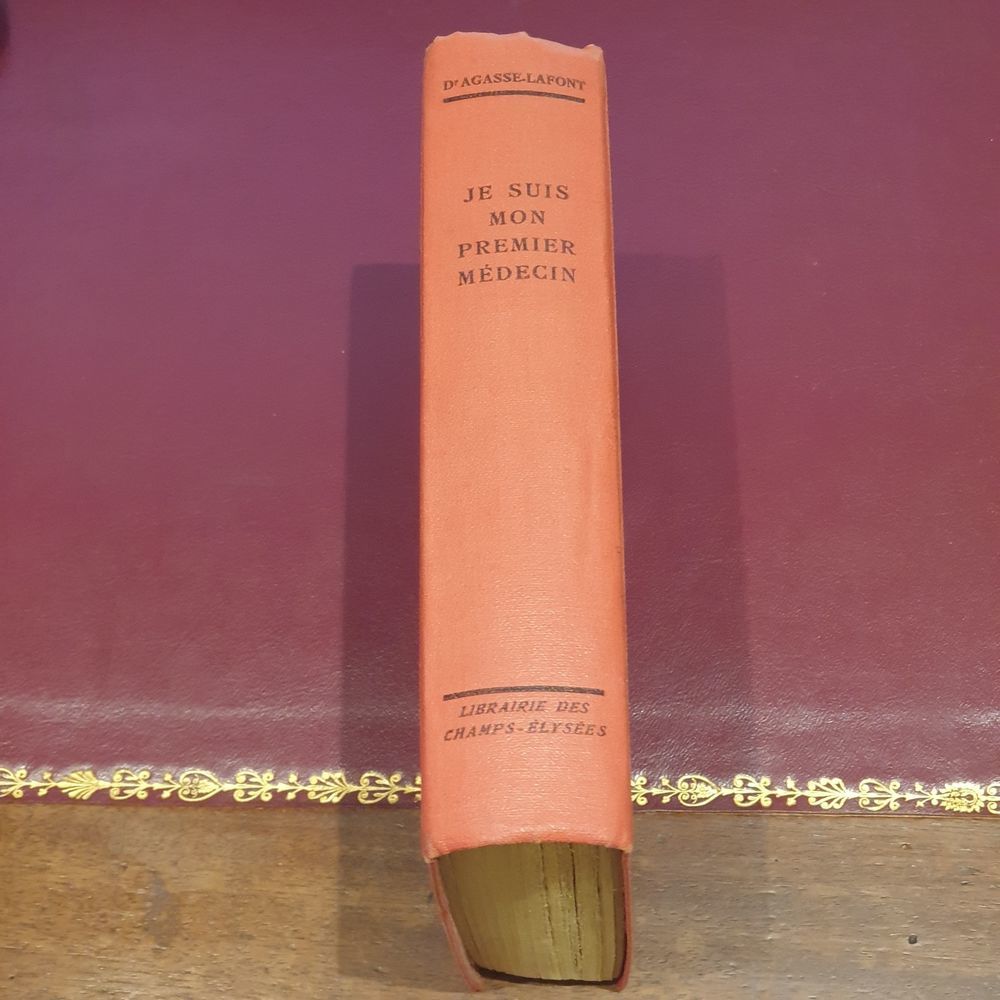 Dr AGASSE-LAFONT
JE SUIS
MON
PREMIER
MÉDECIN
LIBRAIRIE DES
CHAMPS-ÉLYSÉES